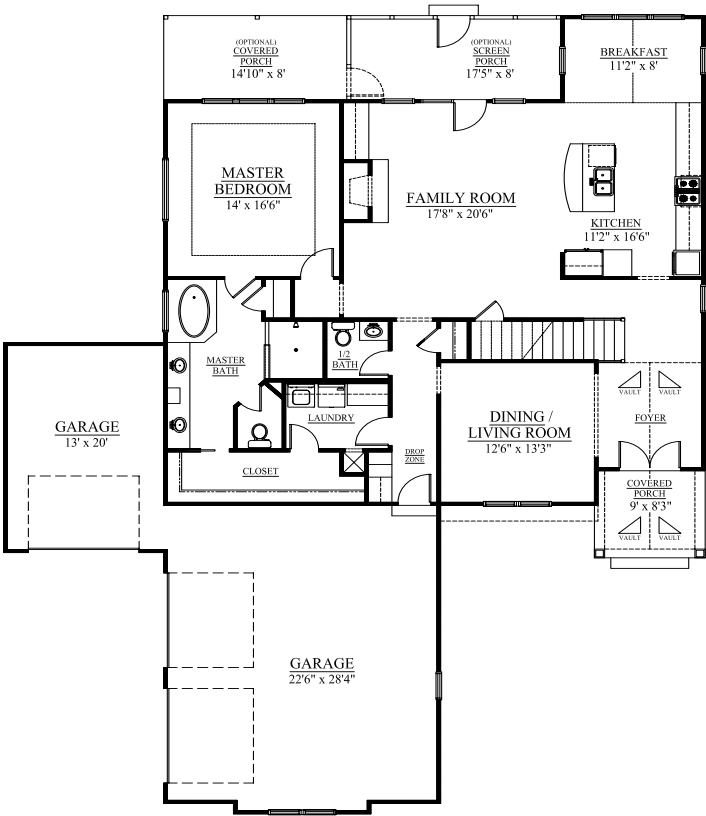 (OPTIONAL)
COVERED
PORCH
14'10" x 8'
(OPTIONAL)
SCREEN
PORCH
17'5" x 8'
BREAKFAST
11'2" x 8'
MASTER
BEDROOM
14' x 16'6"
FAMILY ROOM
17'8" x 20'6"
KITCHEN
11'2" x 16'6"
MASTER
BATH
1/2
BATH
GARAGE
13' x 20'
LAUNDRY
DINING /
LIVING ROOM
12'6" x 13'3"
VAULT
VAULT
FOYER
DROP
ZONE
CLOSET
COVERED
PORCH
9' x 8'3"
VAULT
VAULT
GARAGE
22'6" x 28'4"